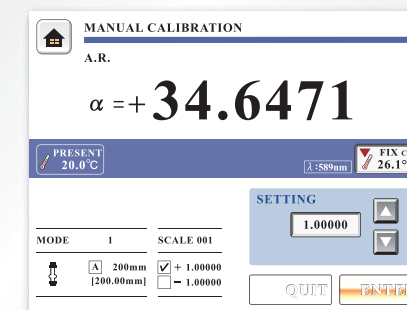 MANUAL CALIBRATION
A.R.
α =+34.6471
PRESENT
20.0°C
λ:589nm
FIX
26.1°
SETTING
1.00000
MODE 1 SCALE 001
A 200mm
[200.00mm]
+ 1.00000
- 1.00000
QUIT